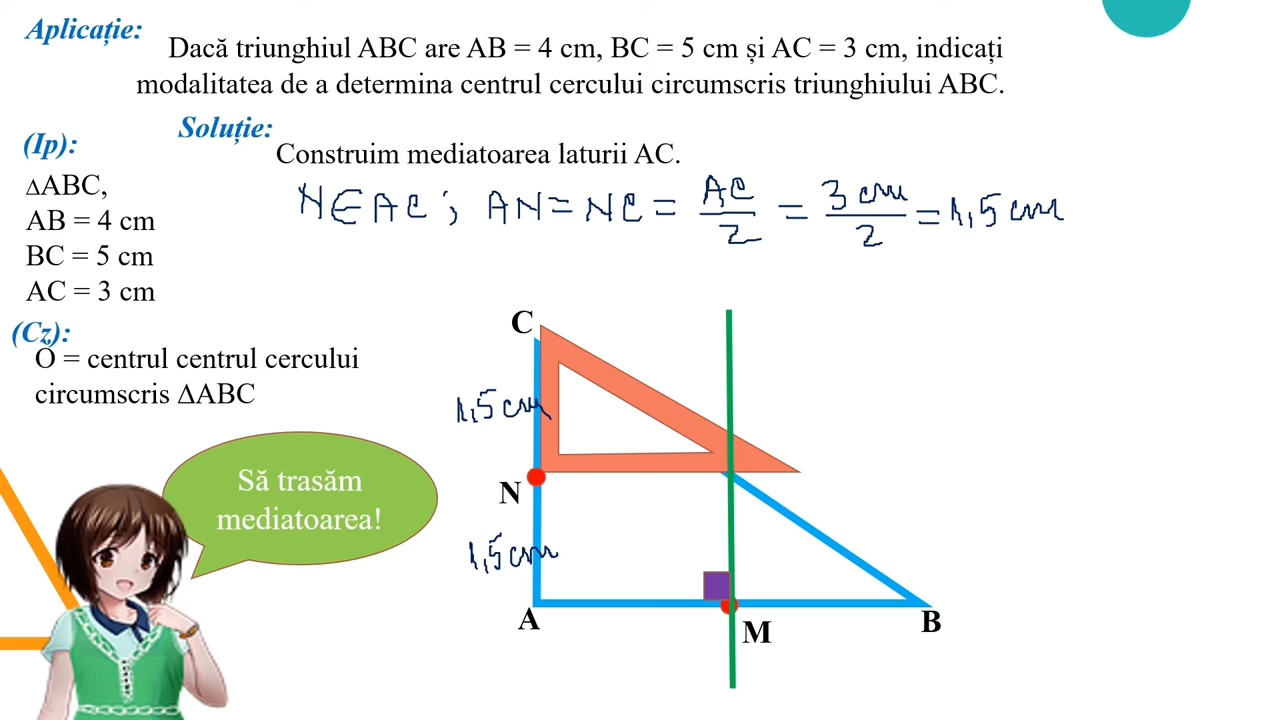 Aplicație:
Dacă triunghiul ABC are AB = 4 cm, BC = 5 cm și AC = 3 cm, indicați
modalitatea de a determina centrul cercului circumscris triunghiului ABC.
Soluție:
(Ip):
Construim mediatoarea laturii AC.
∆ABC,
N∈AC; AN = NC = AC/2 = 3 cm/2 = 1,5 cm
AB = 4 cm
BC = 5 cm
AC = 3 cm
(Cz):
O = centrul centrul cercului
circumscris ∆ABC
C
1,5 cm
N
1,5 cm
A
M
B
Să trasăm
mediatoarea!